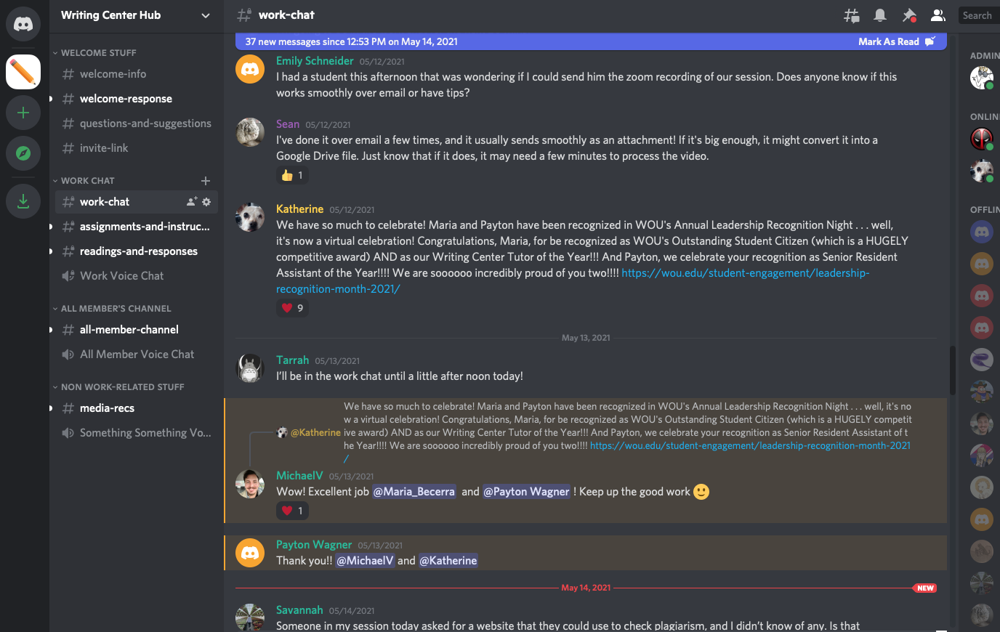 Writing Center Hub
WELCOME STUFF
welcome-info
welcome-response
questions-and-suggestions
invite-link
WORK CHAT
work-chat
assignments-and-instruc...
readings-and-responses
Work Voice Chat
ALL MEMBER'S CHANNEL
all-member-channel
All Member Voice Chat
NON WORK-RELATED STUFF
media-recs
Something Something Vo...
work-chat
Search
37 new messages since 12:53 PM on May 14, 2021
Mark As Read
Emily Schneider 05/12/2021
I had a student this afternoon that was wondering if I could send him the zoom recording of our session. Does anyone know if this
works smoothly over email or have tips?
Sean 05/12/2021
I've done it over email a few times, and it usually sends smoothly as an attachment! If it's big enough, it might convert it into a
Google Drive file. Just know that if it does, it may need a few minutes to process the video.
1
Katherine 05/12/2021
We have so much to celebrate! Maria and Payton have been recognized in WOU's Annual Leadership Recognition Night . . . well,
it's now a virtual celebration! Congratulations, Maria, for be recognized as WOU's Outstanding Student Citizen (which is a HUGELY
competitive award) AND as our Writing Center Tutor of the Year!!! And Payton, we celebrate your recognition as Senior Resident
Assistant of the Year!!!! We are soooooo incredibly proud of you two!!!! https://wou.edu/student-engagement/leadership-
recognition-month-2021/
9
May 13, 2021
Tarrah 05/13/2021
I'll be in the work chat until a little after noon today!
@Katherine
We have so much to celebrate! Maria and Payton have been recognized in WOU's Annual Leadership Recognition Night . . . well, it's no
w a virtual celebration! Congratulations, Maria, for be recognized as WOU's Outstanding Student Citizen (which is a HUGELY competit
ive award) AND as our Writing Center Tutor of the Year!!! And Payton, we celebrate your recognition as Senior Resident Assistant of t
he Year!!!! We are soooooo incredibly proud of you two!!!! https://wou.edu/student-engagement/leadership-recognition-month-2021
/
MichaelV 05/13/2021
Wow! Excellent job @Maria_Becerra and @Payton Wagner ! Keep up the good work 🙂
1
Payton Wagner 05/13/2021
Thank you!! @MichaelV and @Katherine
May 14, 2021
NEW
Savannah 05/14/2021
Someone in my session today asked for a website that they could use to check plagiarism, and I didn't know of any. Is that
ADMIN
ONLIN
OFFLIN